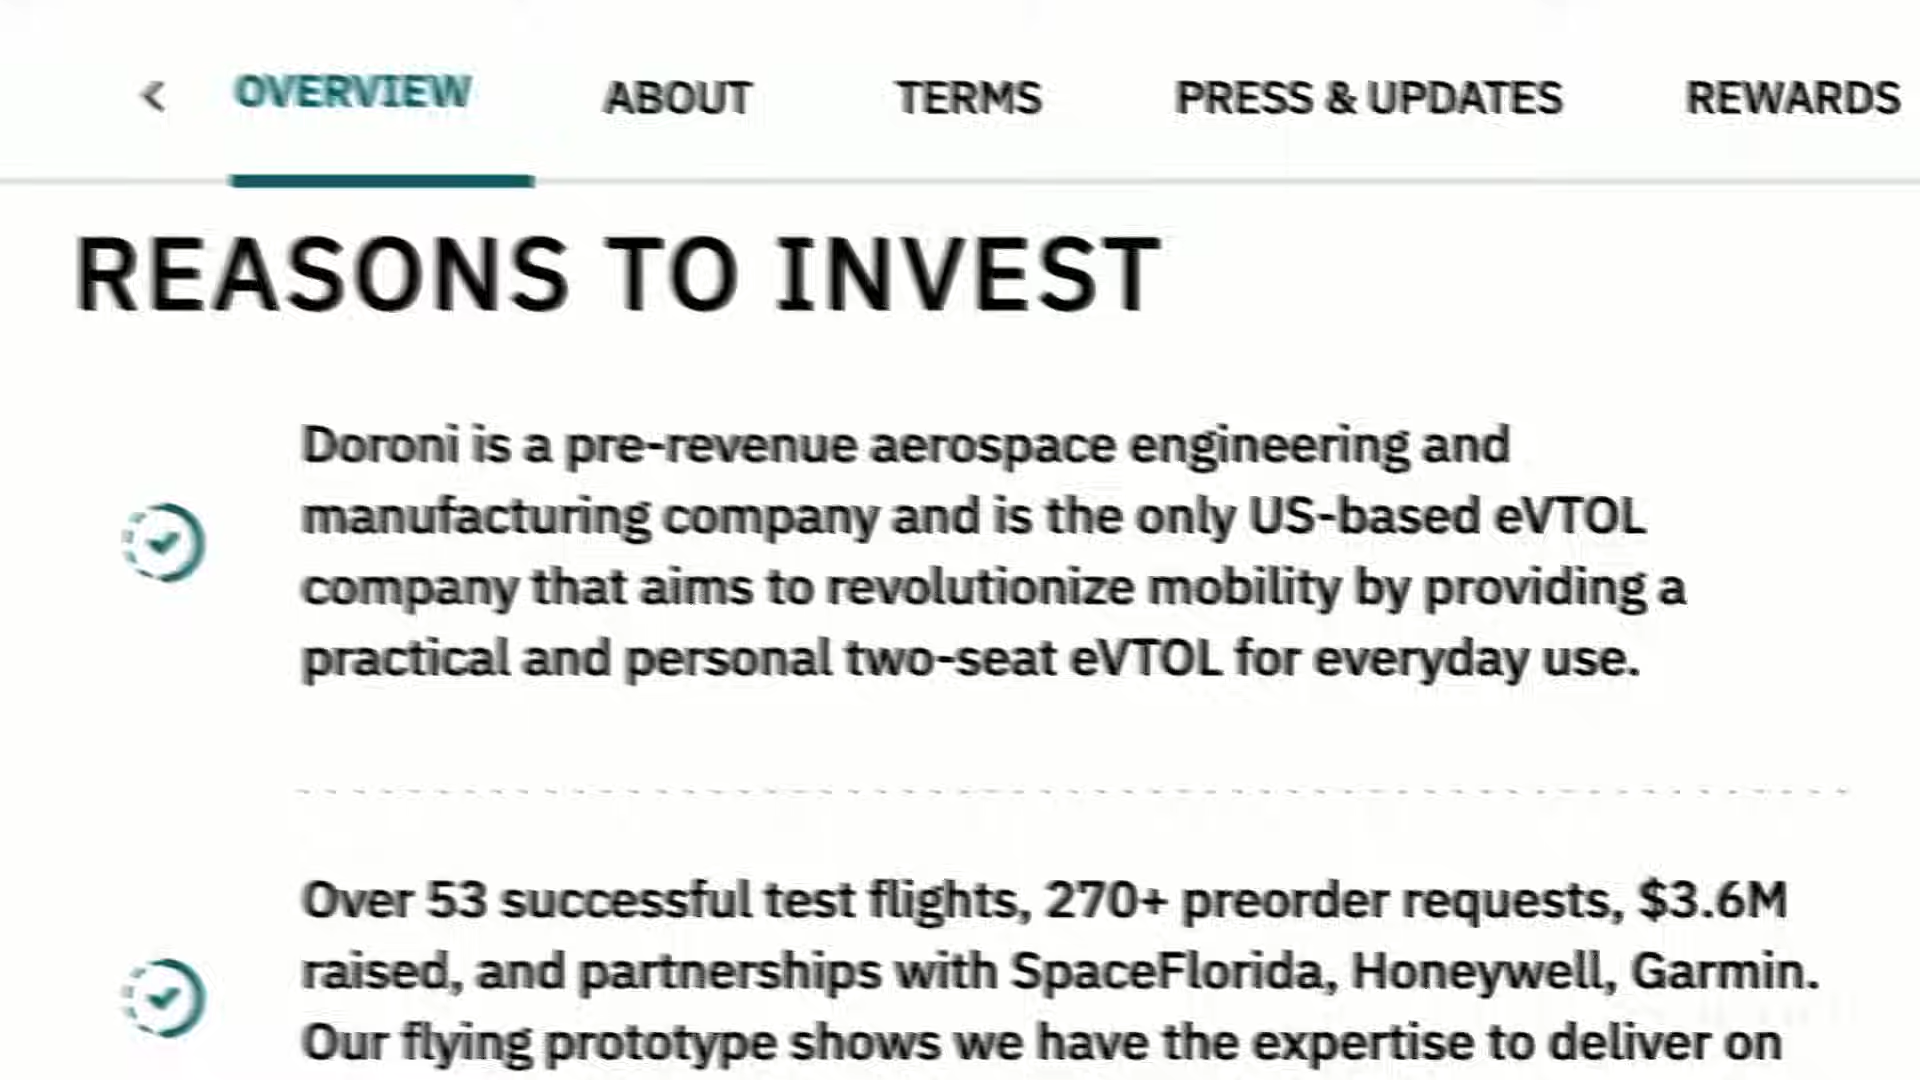 OVERVIEW ABOUT TERMS PRESS & UPDATES REWARDS
REASONS TO INVEST
Doroni is a pre-revenue aerospace engineering and
manufacturing company and is the only US-based eVTOL
company that aims to revolutionize mobility by providing a
practical and personal two-seat eVTOL for everyday use.
Over 53 successful test flights, 270+ preorder requests, $3.6M
raised, and partnerships with SpaceFlorida, Honeywell, Garmin.
Our flying prototype shows we have the expertise to deliver on